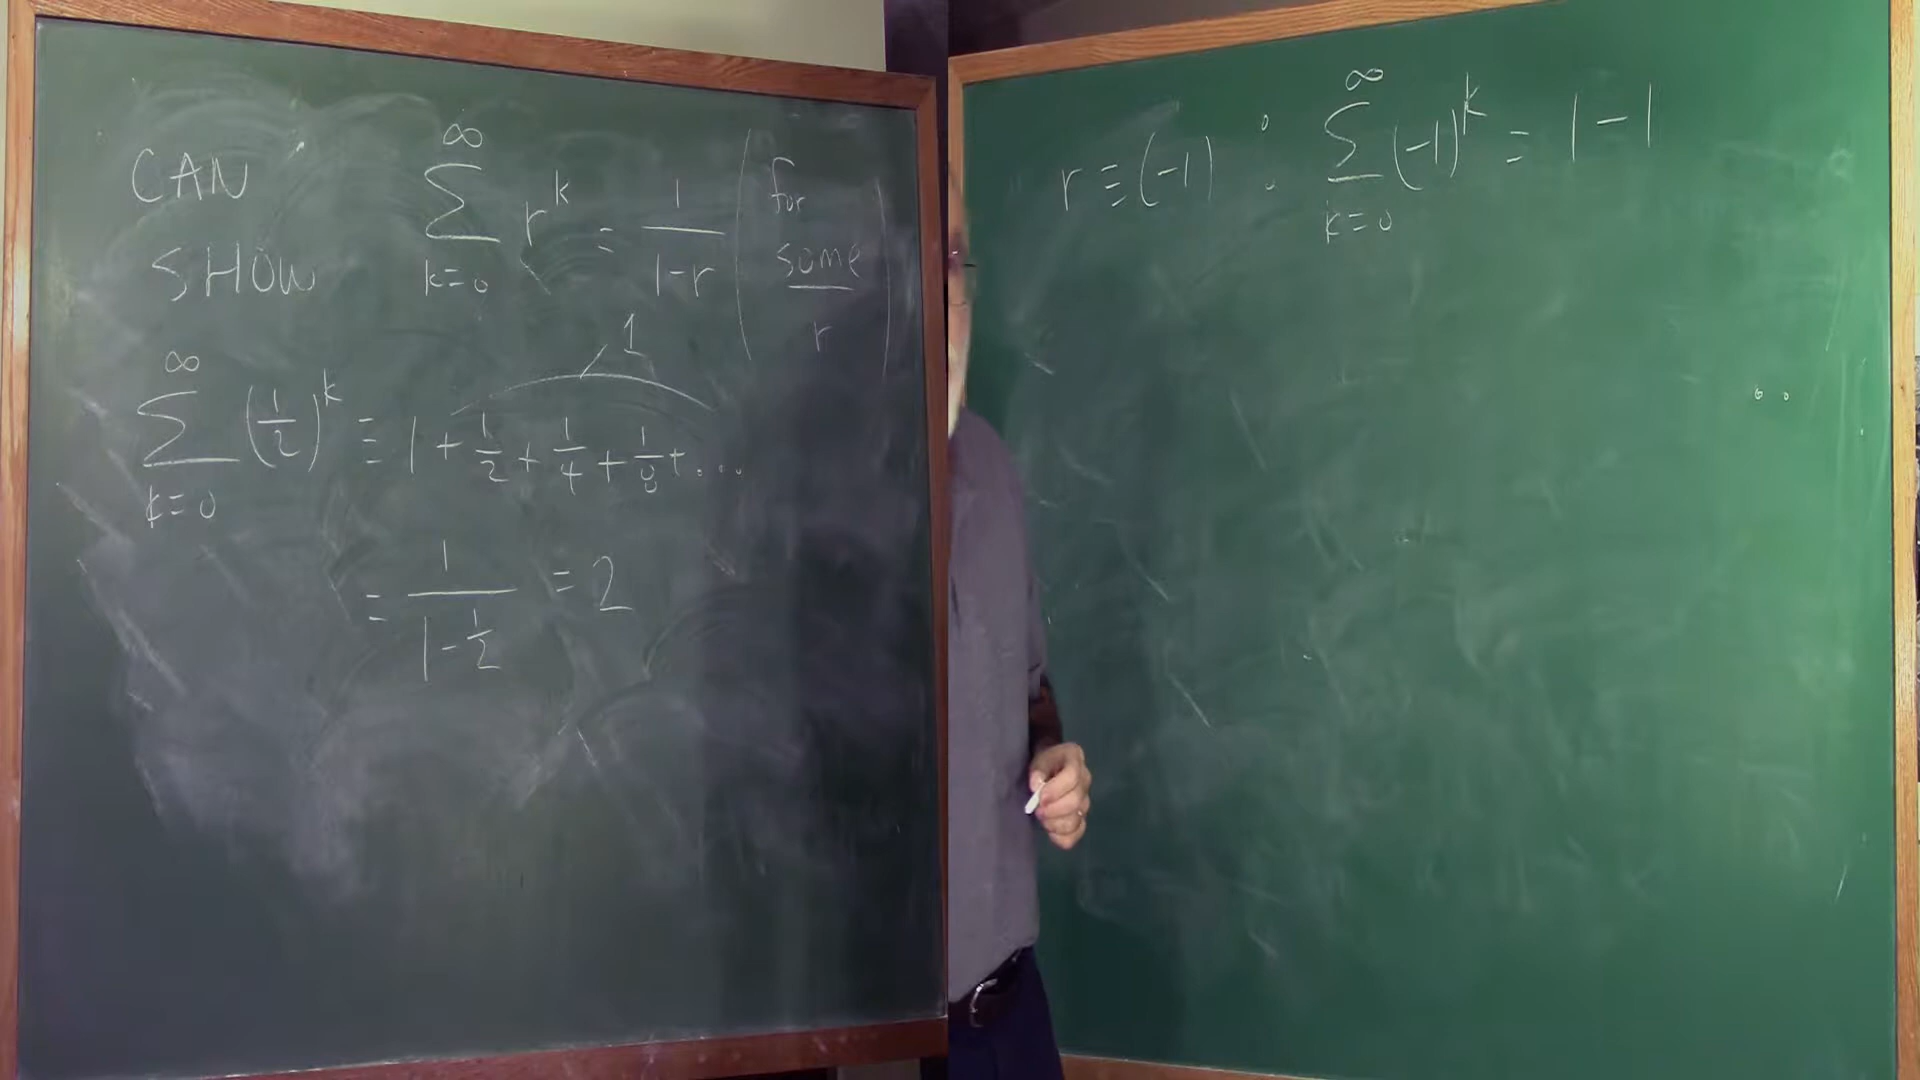 CAN SHOW ∞ Σ k=0 r^k = 1/(1-r) (for some r)
∞ Σ k=0 (1/2)^k ≡ 1 + 1/2 + 1/4 + 1/8 + ...
1
= 1/(1-1/2) = 2
r ≡ (-1) : ∞ Σ k=0 (-1)^k = 1 - 1